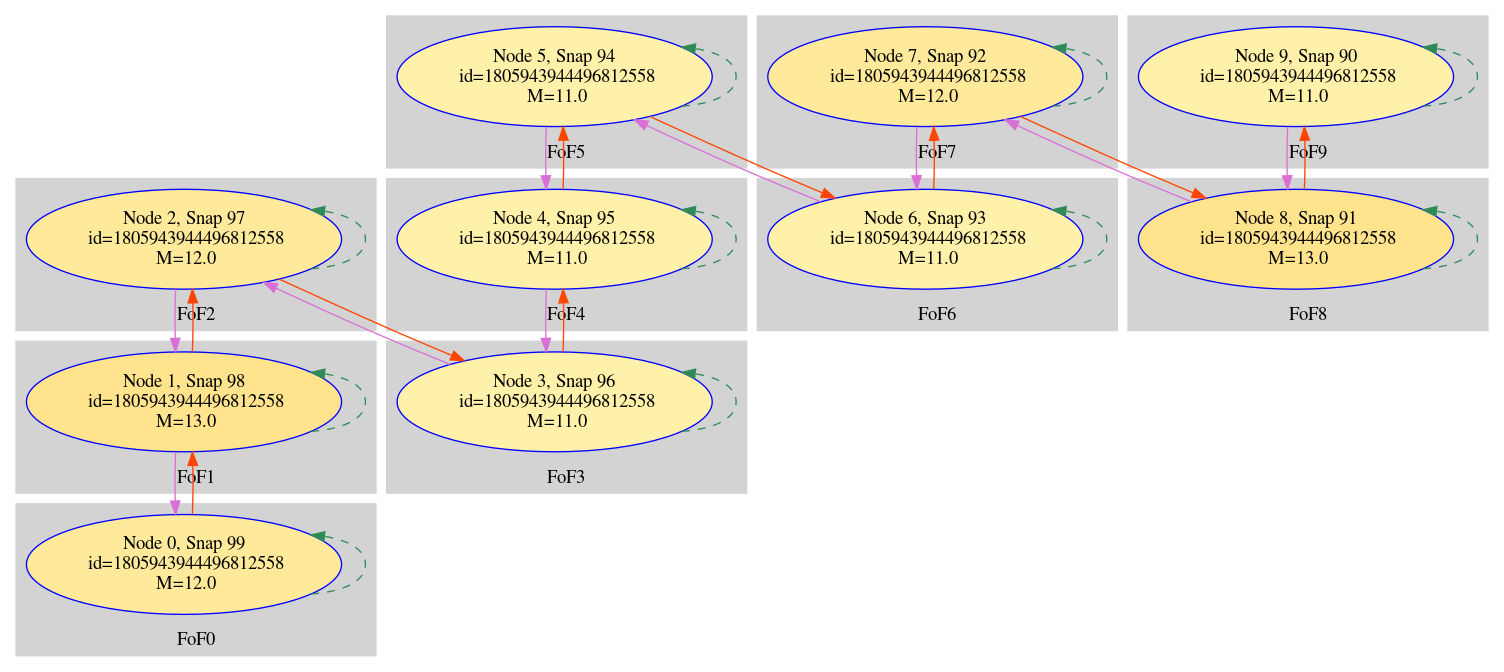 Node 5, Snap 94
id=1805943944496812558
M=11.0
FoF5
Node 7, Snap 92
id=1805943944496812558
M=12.0
FoF7
Node 9, Snap 90
id=1805943944496812558
M=11.0
FoF9
Node 2, Snap 97
id=1805943944496812558
M=12.0
FoF2
Node 4, Snap 95
id=1805943944496812558
M=11.0
FoF4
Node 6, Snap 93
id=1805943944496812558
M=11.0
FoF6
Node 8, Snap 91
id=1805943944496812558
M=13.0
FoF8
Node 1, Snap 98
id=1805943944496812558
M=13.0
FoF1
Node 3, Snap 96
id=1805943944496812558
M=11.0
FoF3
Node 0, Snap 99
id=1805943944496812558
M=12.0
FoF0